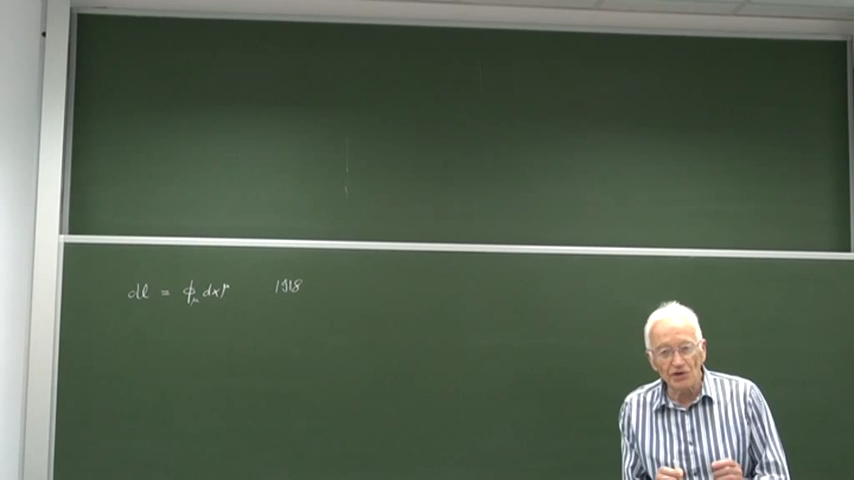 dl = ϕ_μ dx^μ 1918